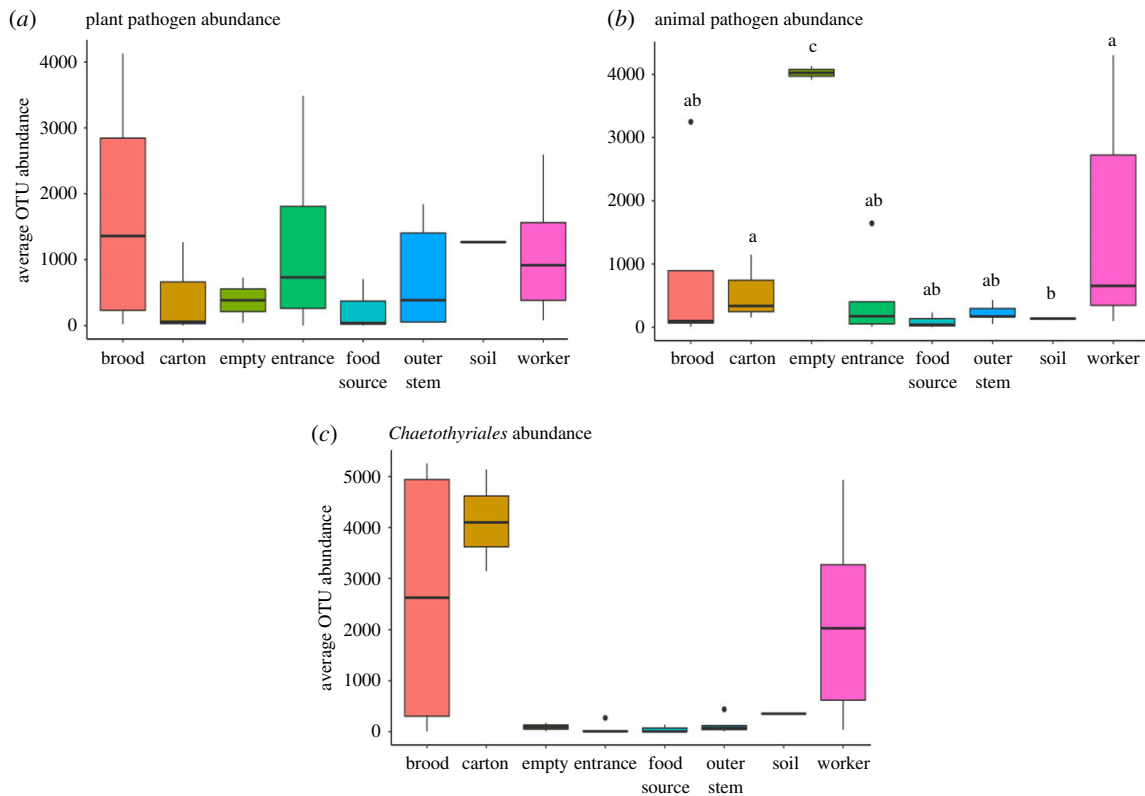 (a) plant pathogen abundance
average OTU abundance
4000
3000
2000
1000
0
brood carton empty entrance food source outer stem soil worker
(b) animal pathogen abundance
4000
3000
2000
1000
0
ab
a
c
ab
ab
ab
b
a
brood carton empty entrance food source outer stem soil worker
(c) Chaetothyriales abundance
average OTU abundance
5000
4000
3000
2000
1000
0
brood carton empty entrance food source outer stem soil worker